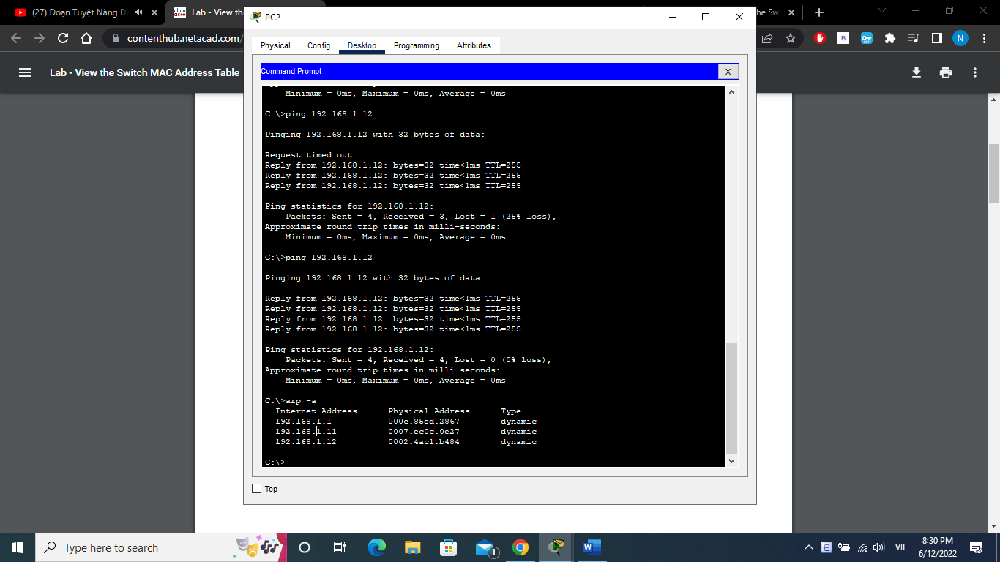 (27) Đoạn Tuyệt Nàng Đi
Lab - View th
he Swi
PC2
contenthub.netacad.com/
N
Physical
Config
Desktop
Programming
Attributes
Lab - View the Switch MAC Address Table
Command Prompt
X
Minimum = 0ms, Maximum = 0ms, Average = 0ms
C:\>ping 192.168.1.12
Pinging 192.168.1.12 with 32 bytes of data:
Request timed out.
Reply from 192.168.1.12: bytes=32 time<1ms TTL=255
Reply from 192.168.1.12: bytes=32 time<1ms TTL=255
Reply from 192.168.1.12: bytes=32 time<1ms TTL=255
Ping statistics for 192.168.1.12:
Packets: Sent = 4, Received = 3, Lost = 1 (25% loss),
Approximate round trip times in milli-seconds:
Minimum = 0ms, Maximum = 0ms, Average = 0ms
C:\>ping 192.168.1.12
Pinging 192.168.1.12 with 32 bytes of data:
Reply from 192.168.1.12: bytes=32 time<1ms TTL=255
Reply from 192.168.1.12: bytes=32 time<1ms TTL=255
Reply from 192.168.1.12: bytes=32 time<1ms TTL=255
Reply from 192.168.1.12: bytes=32 time<1ms TTL=255
Ping statistics for 192.168.1.12:
Packets: Sent = 4, Received = 4, Lost = 0 (0% loss),
Approximate round trip times in milli-seconds:
Minimum = 0ms, Maximum = 0ms, Average = 0ms
C:\>arp -a
Internet Address Physical Address Type
192.168.1.1 000c.85ed.2867 dynamic
192.168.1.11 0007.ec0c.0e27 dynamic
192.168.1.12 0002.4ac1.b484 dynamic
C:\>
Top
Type here to search
1
VIE
8:30 PM
6/12/2022